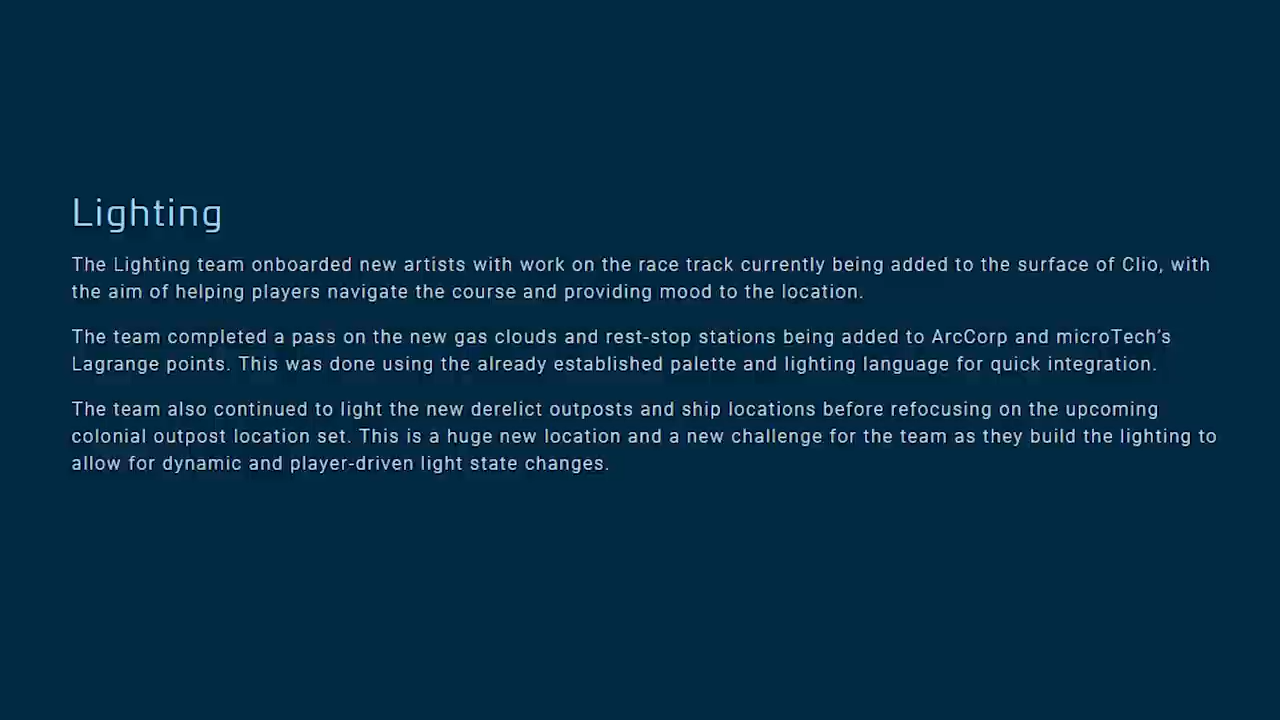 Lighting
The Lighting team onboarded new artists with work on the race track currently being added to the surface of Clio, with
the aim of helping players navigate the course and providing mood to the location.
The team completed a pass on the new gas clouds and rest-stop stations being added to ArcCorp and microTech’s
Lagrange points. This was done using the already established palette and lighting language for quick integration.
The team also continued to light the new derelict outposts and ship locations before refocusing on the upcoming
colonial outpost location set. This is a huge new location and a new challenge for the team as they build the lighting to
allow for dynamic and player-driven light state changes.